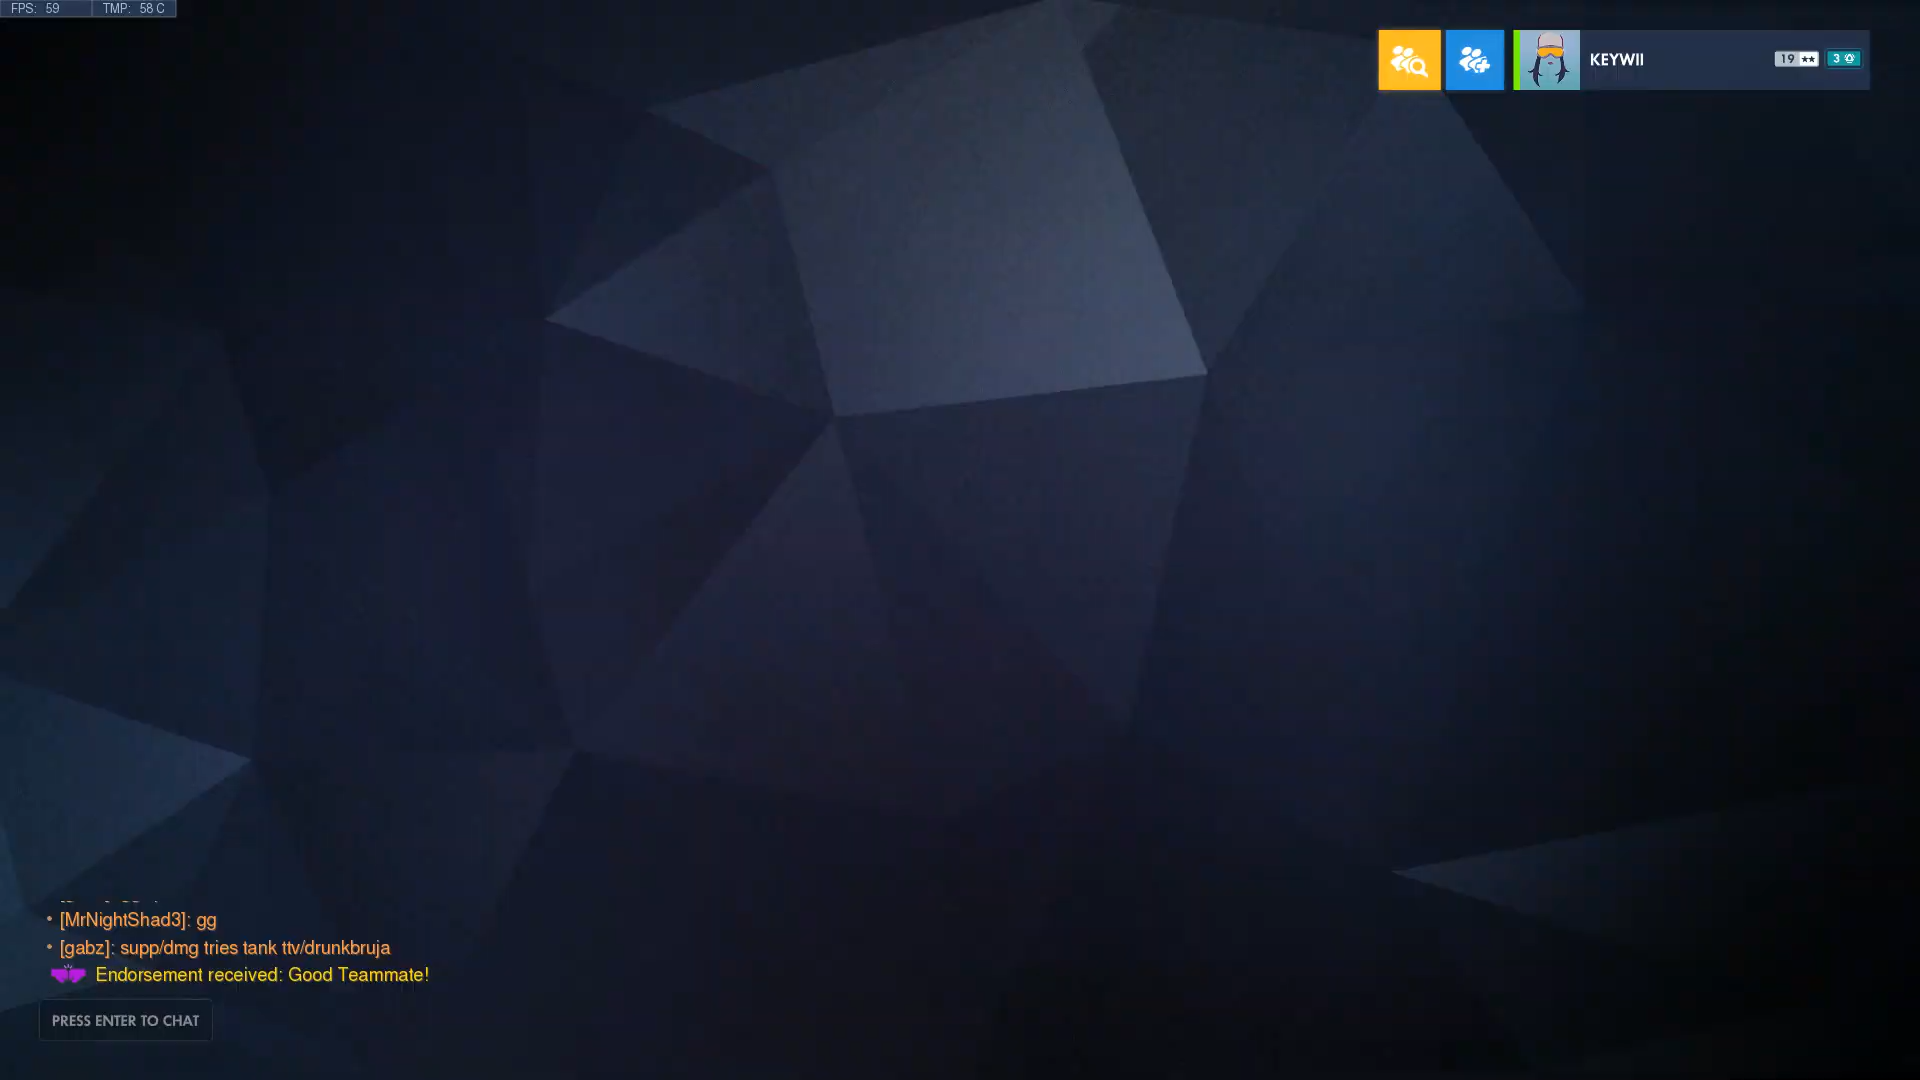 FPS: 59 TMP: 58 C
KEYWII 19 ★★ 3
• [MrNightShad3]: gg
• [gabz]: supp/dmg tries tank ttv/drunkbruja
Endorsement received: Good Teammate!
PRESS ENTER TO CHAT